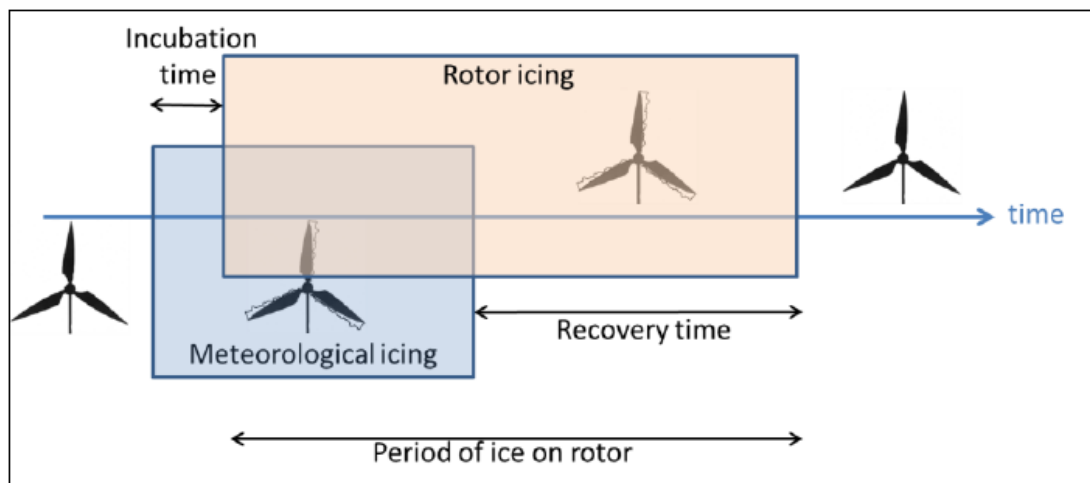 Incubation
time
Rotor icing
time
Recovery time
Meteorological icing
Period of ice on rotor